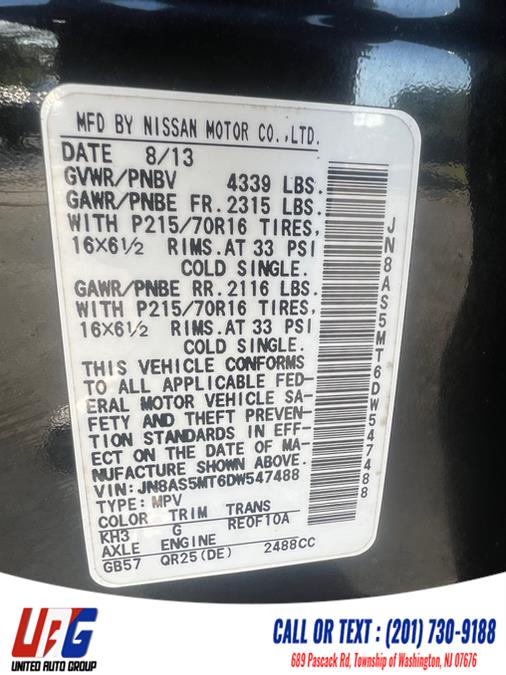 MFD BY NISSAN MOTOR CO.,LTD.
DATE 8/13
GVWR/PNBV 4339 LBS.
GAWR/PNBE FR. 2315 LBS.
WITH P215/70R16 TIRES,
16X6½ RIMS. AT 33 PSI
COLD SINGLE.
GAWR/PNBE RR. 2116 LBS.
WITH P215/70R16 TIRES,
16X6½ RIMS. AT 33 PSI
COLD SINGLE.
THIS VEHICLE CONFORMS
TO ALL APPLICABLE FED-
ERAL MOTOR VEHICLE SA-
FETY AND THEFT PREVEN-
TION STANDARDS IN EFF-
ECT ON THE DATE OF MA-
NUFACTURE SHOWN ABOVE.
VIN: JN8AS5MT6DW547488
TYPE: MPV
COLOR TRIM TRANS
KH3 G RE0F10A
AXLE ENGINE
GB57 QR25(DE) 2488CC
JN8AS5MT6DW547488
UAG
UNITED AUTO GROUP
CALL OR TEXT : (201) 730-9188
689 Pascack Rd, Township of Washington, NJ 07676